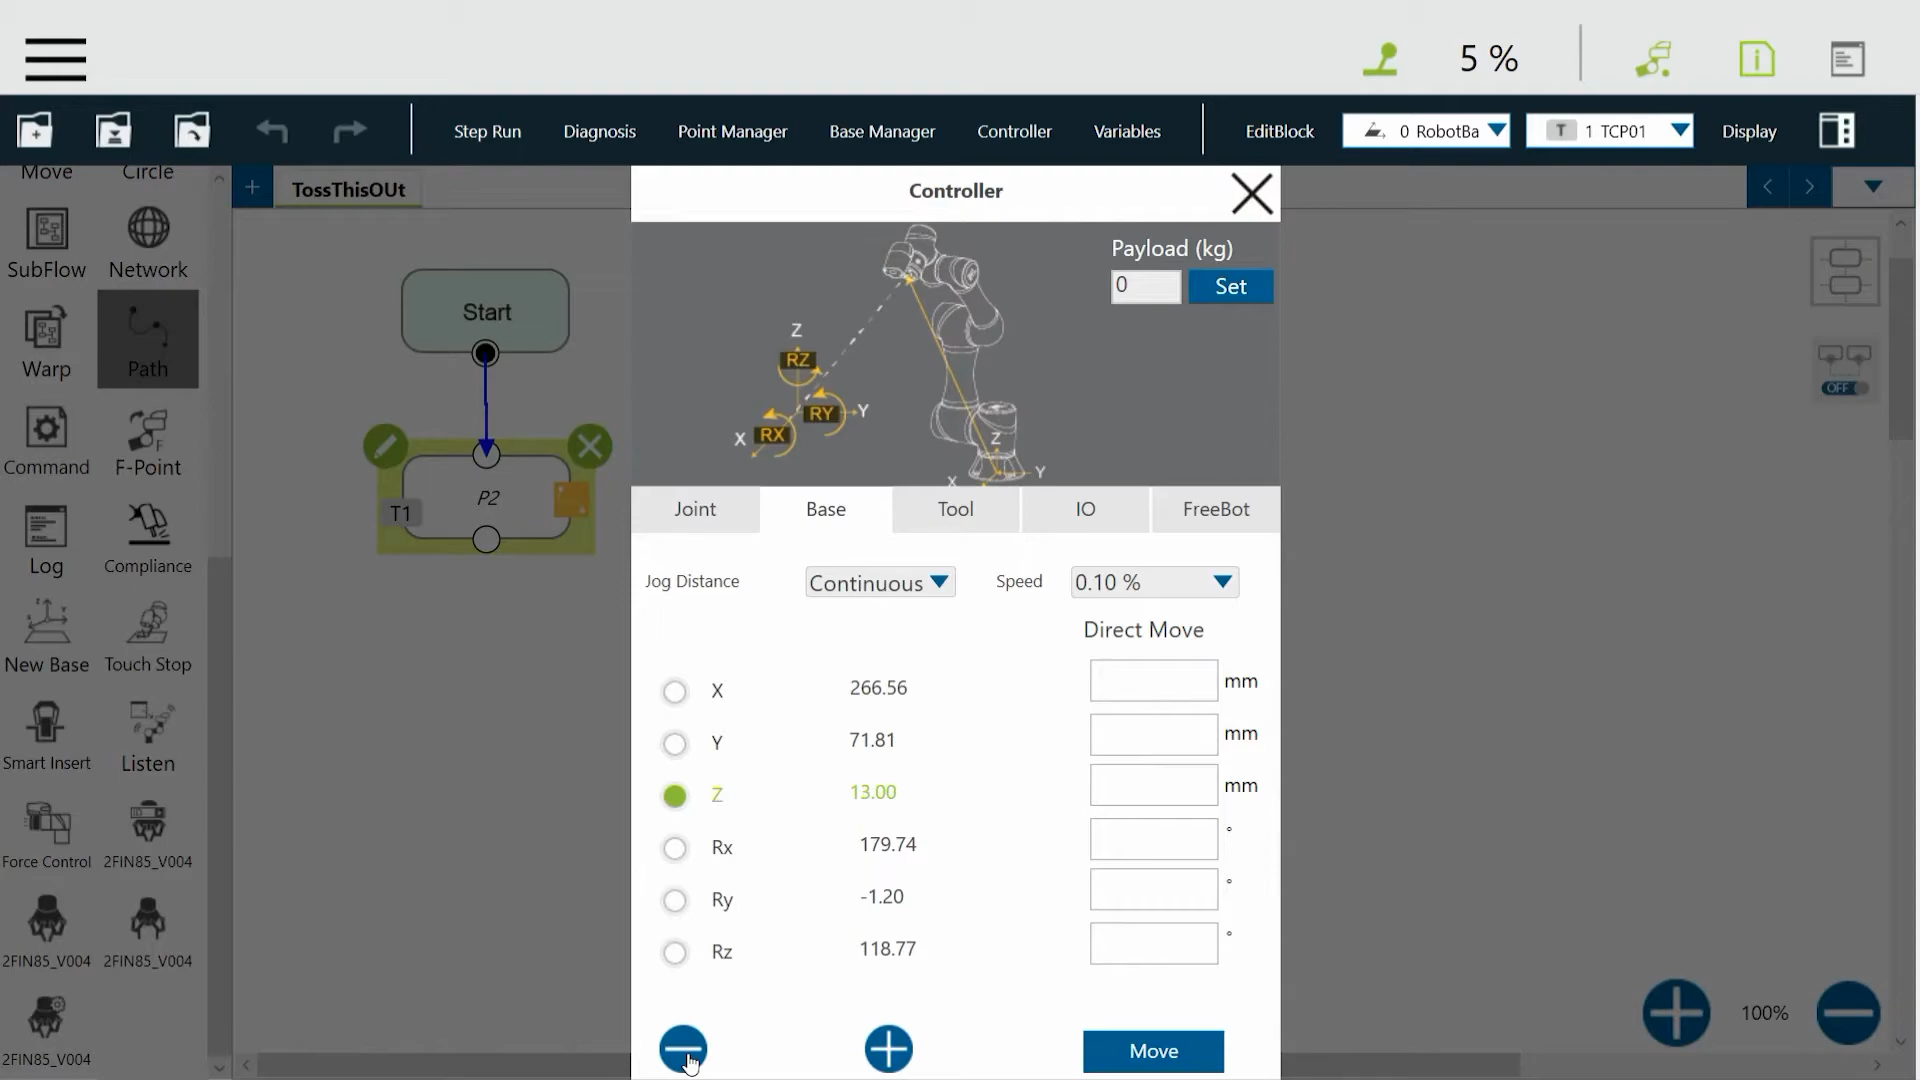 5 %
Step Run
Diagnosis
Point Manager
Base Manager
Controller
Variables
EditBlock
0 RobotBa
T 1 TCP01
Display
Move
Circle
TossThisOUt
SubFlow
Network
Warp
Path
Command
F-Point
Log
Compliance
New Base
Touch Stop
Smart Insert
Listen
Force Control
2FIN85_V004
2FIN85_V004
2FIN85_V004
2FIN85_V004
Start
P2
T1
OFF
Controller
Payload (kg)
0
Set
Z
RZ
RY
Y
X
RX
Z
Y
X
Joint
Base
Tool
IO
FreeBot
Jog Distance
Continuous
Speed
0.10 %
Direct Move
X 266.56 mm
Y 71.81 mm
Z 13.00 mm
Rx 179.74 °
Ry -1.20 °
Rz 118.77 °
Move
100%